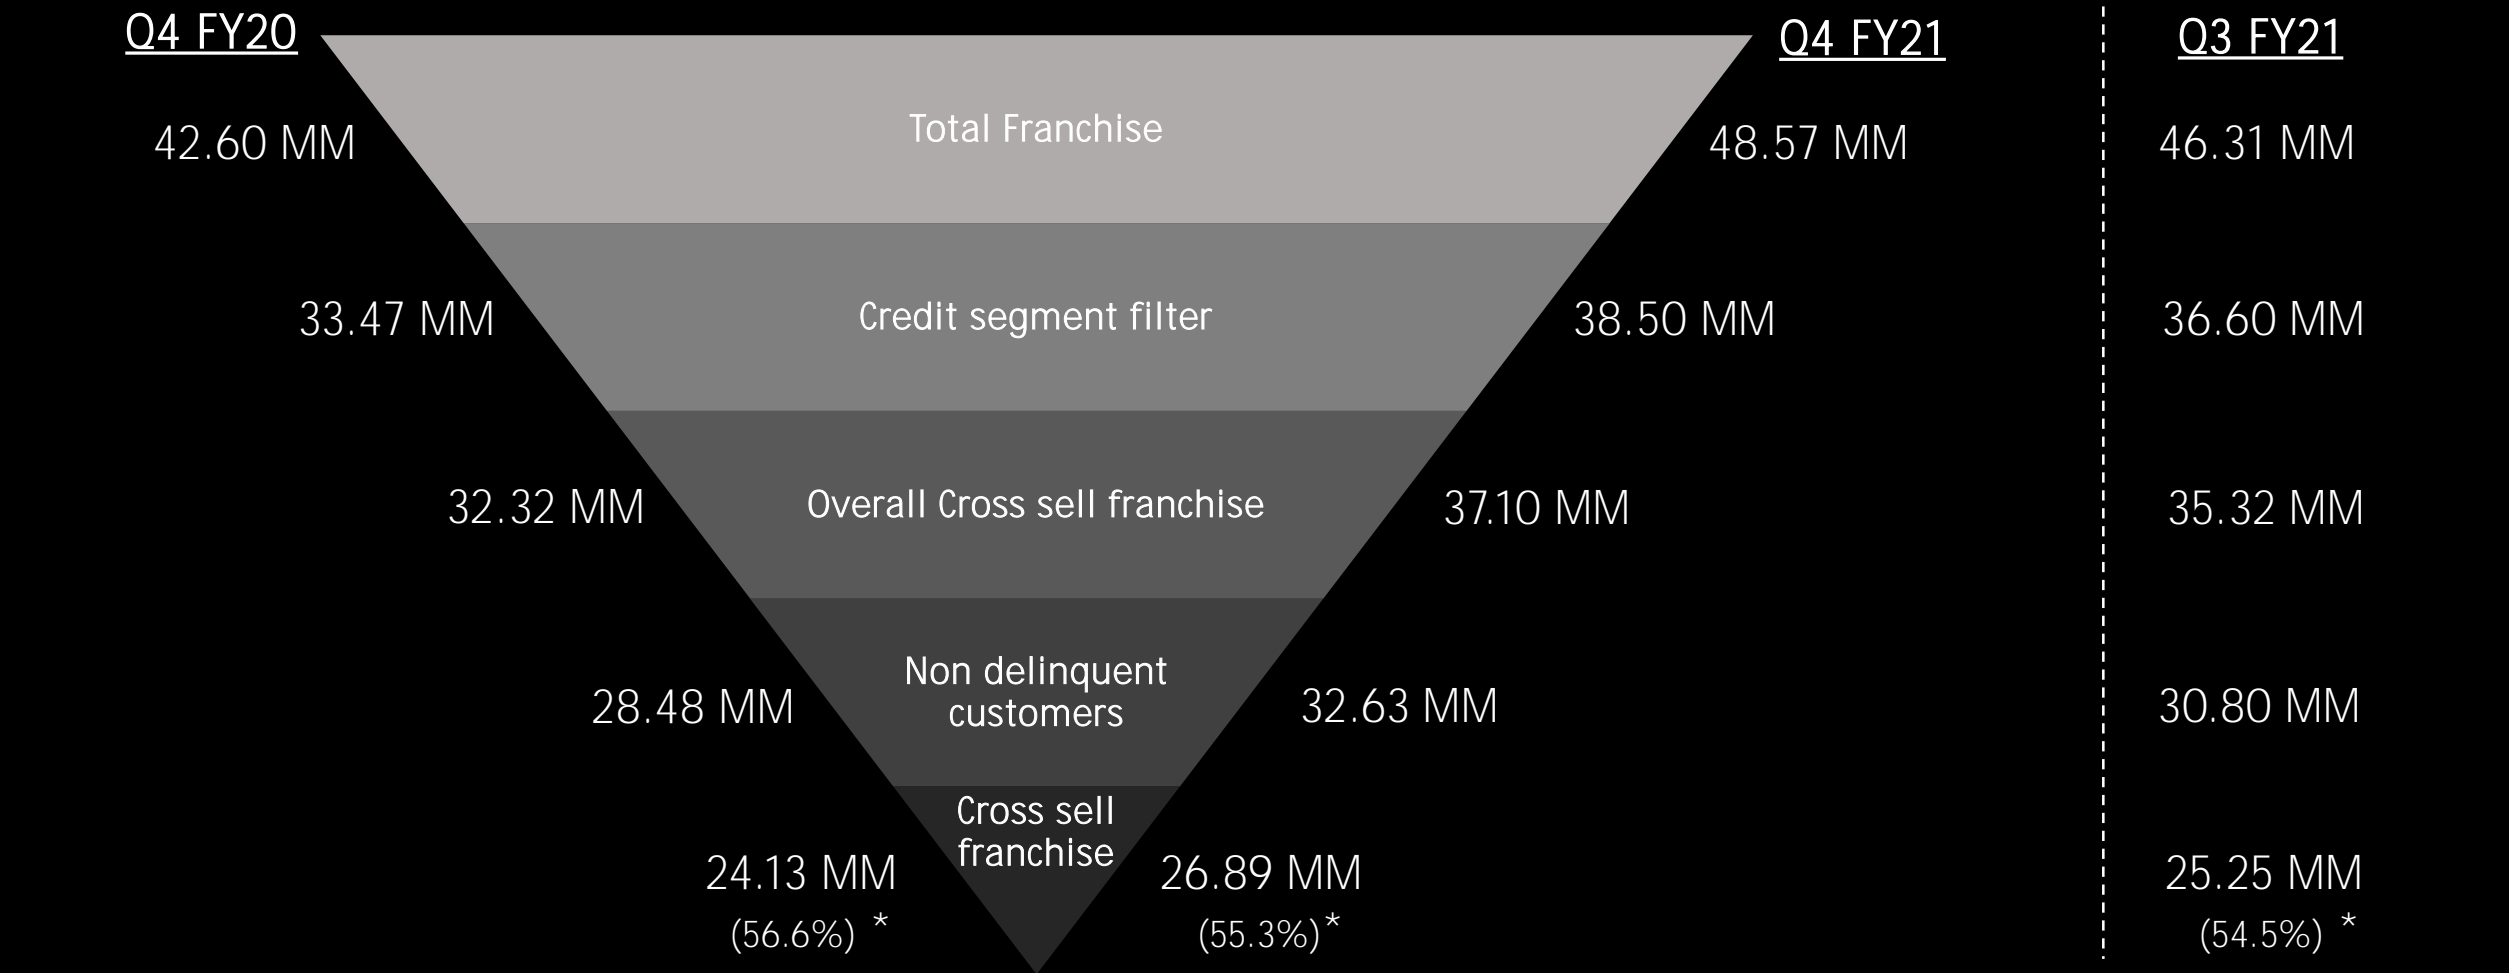 Q4 FY20
Q4 FY21
Q3 FY21
42.60 MM
Total Franchise
48.57 MM
46.31 MM
33.47 MM
Credit segment filter
38.50 MM
36.60 MM
32.32 MM
Overall Cross sell franchise
37.10 MM
35.32 MM
28.48 MM
Non delinquent
customers
32.63 MM
30.80 MM
Cross sell
franchise
24.13 MM
26.89 MM
25.25 MM
(56.6%) *
(55.3%)*
(54.5%) *